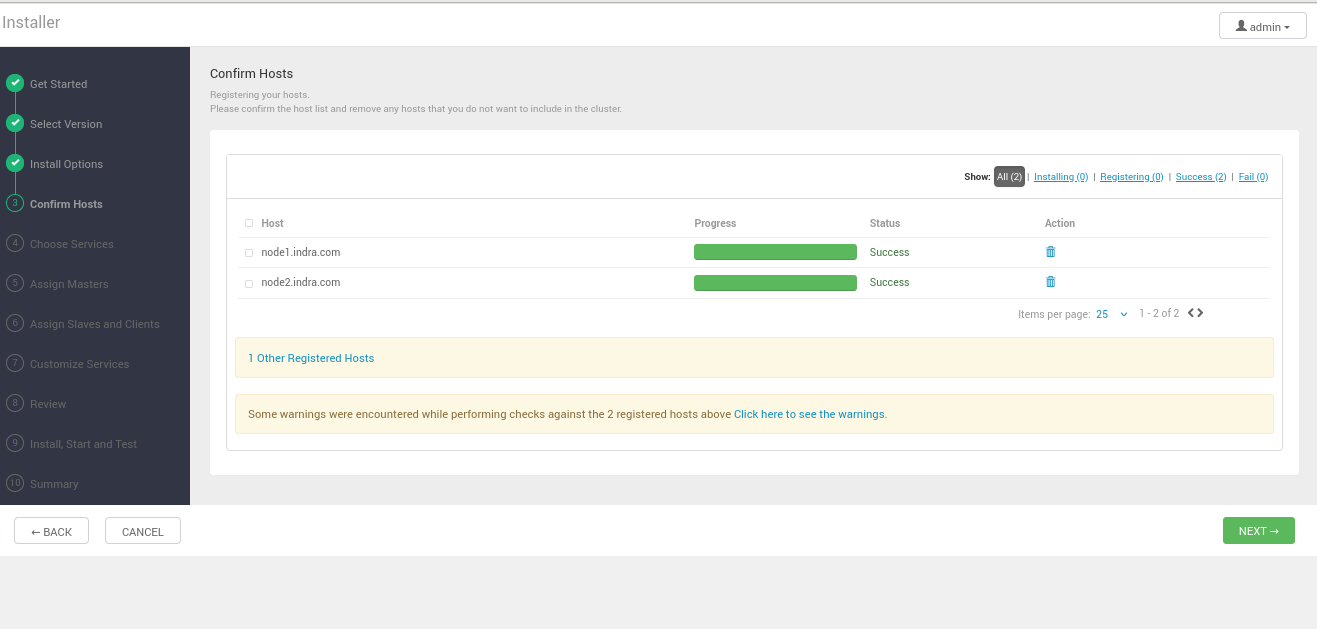 Installer
admin
Get Started
Select Version
Install Options
3 Confirm Hosts
4 Choose Services
5 Assign Masters
6 Assign Slaves and Clients
7 Customize Services
8 Review
9 Install, Start and Test
10 Summary
Confirm Hosts
Registering your hosts.
Please confirm the host list and remove any hosts that you do not want to include in the cluster.
Show: All (2) | Installing (0) | Registering (0) | Success (2) | Fail (0)
Host Progress Status Action
node1.indra.com Success
node2.indra.com Success
Items per page: 25 1 - 2 of 2
1 Other Registered Hosts
Some warnings were encountered while performing checks against the 2 registered hosts above Click here to see the warnings.
← BACK CANCEL NEXT →